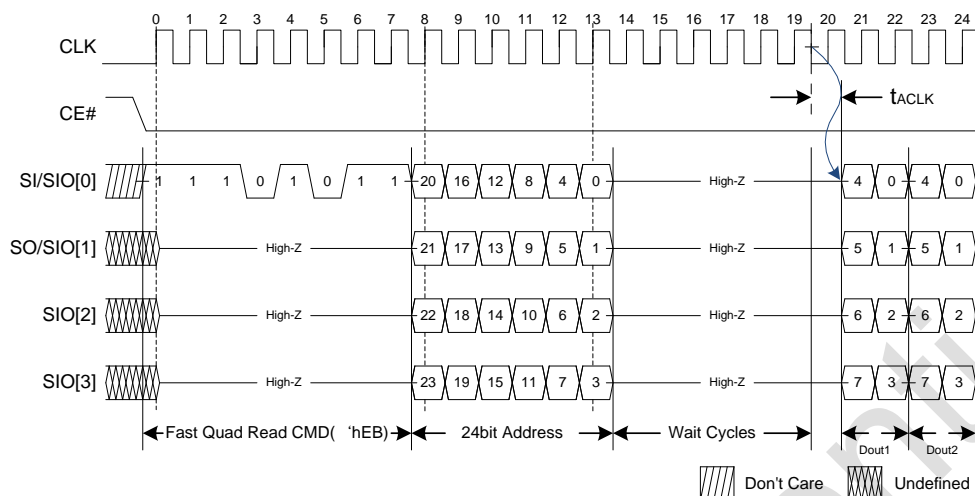 0 1 2 3 4 5 6 7 8 9 10 11 12 13 14 15 16 17 18 19 20 21 22 23 24
CLK
tACLK
CE#
SI/SIO[0] 1 1 1 0 1 0 1 1 20 16 12 8 4 0 High-Z 4 0 4 0
SO/SIO[1] High-Z 21 17 13 9 5 1 High-Z 5 1 5 1
SIO[2] High-Z 22 18 14 10 6 2 High-Z 6 2 6 2
SIO[3] High-Z 23 19 15 11 7 3 High-Z 7 3 7 3
Fast Quad Read CMD( ‘hEB) 24bit Address Wait Cycles Dout1 Dout2
Don't Care Undefined